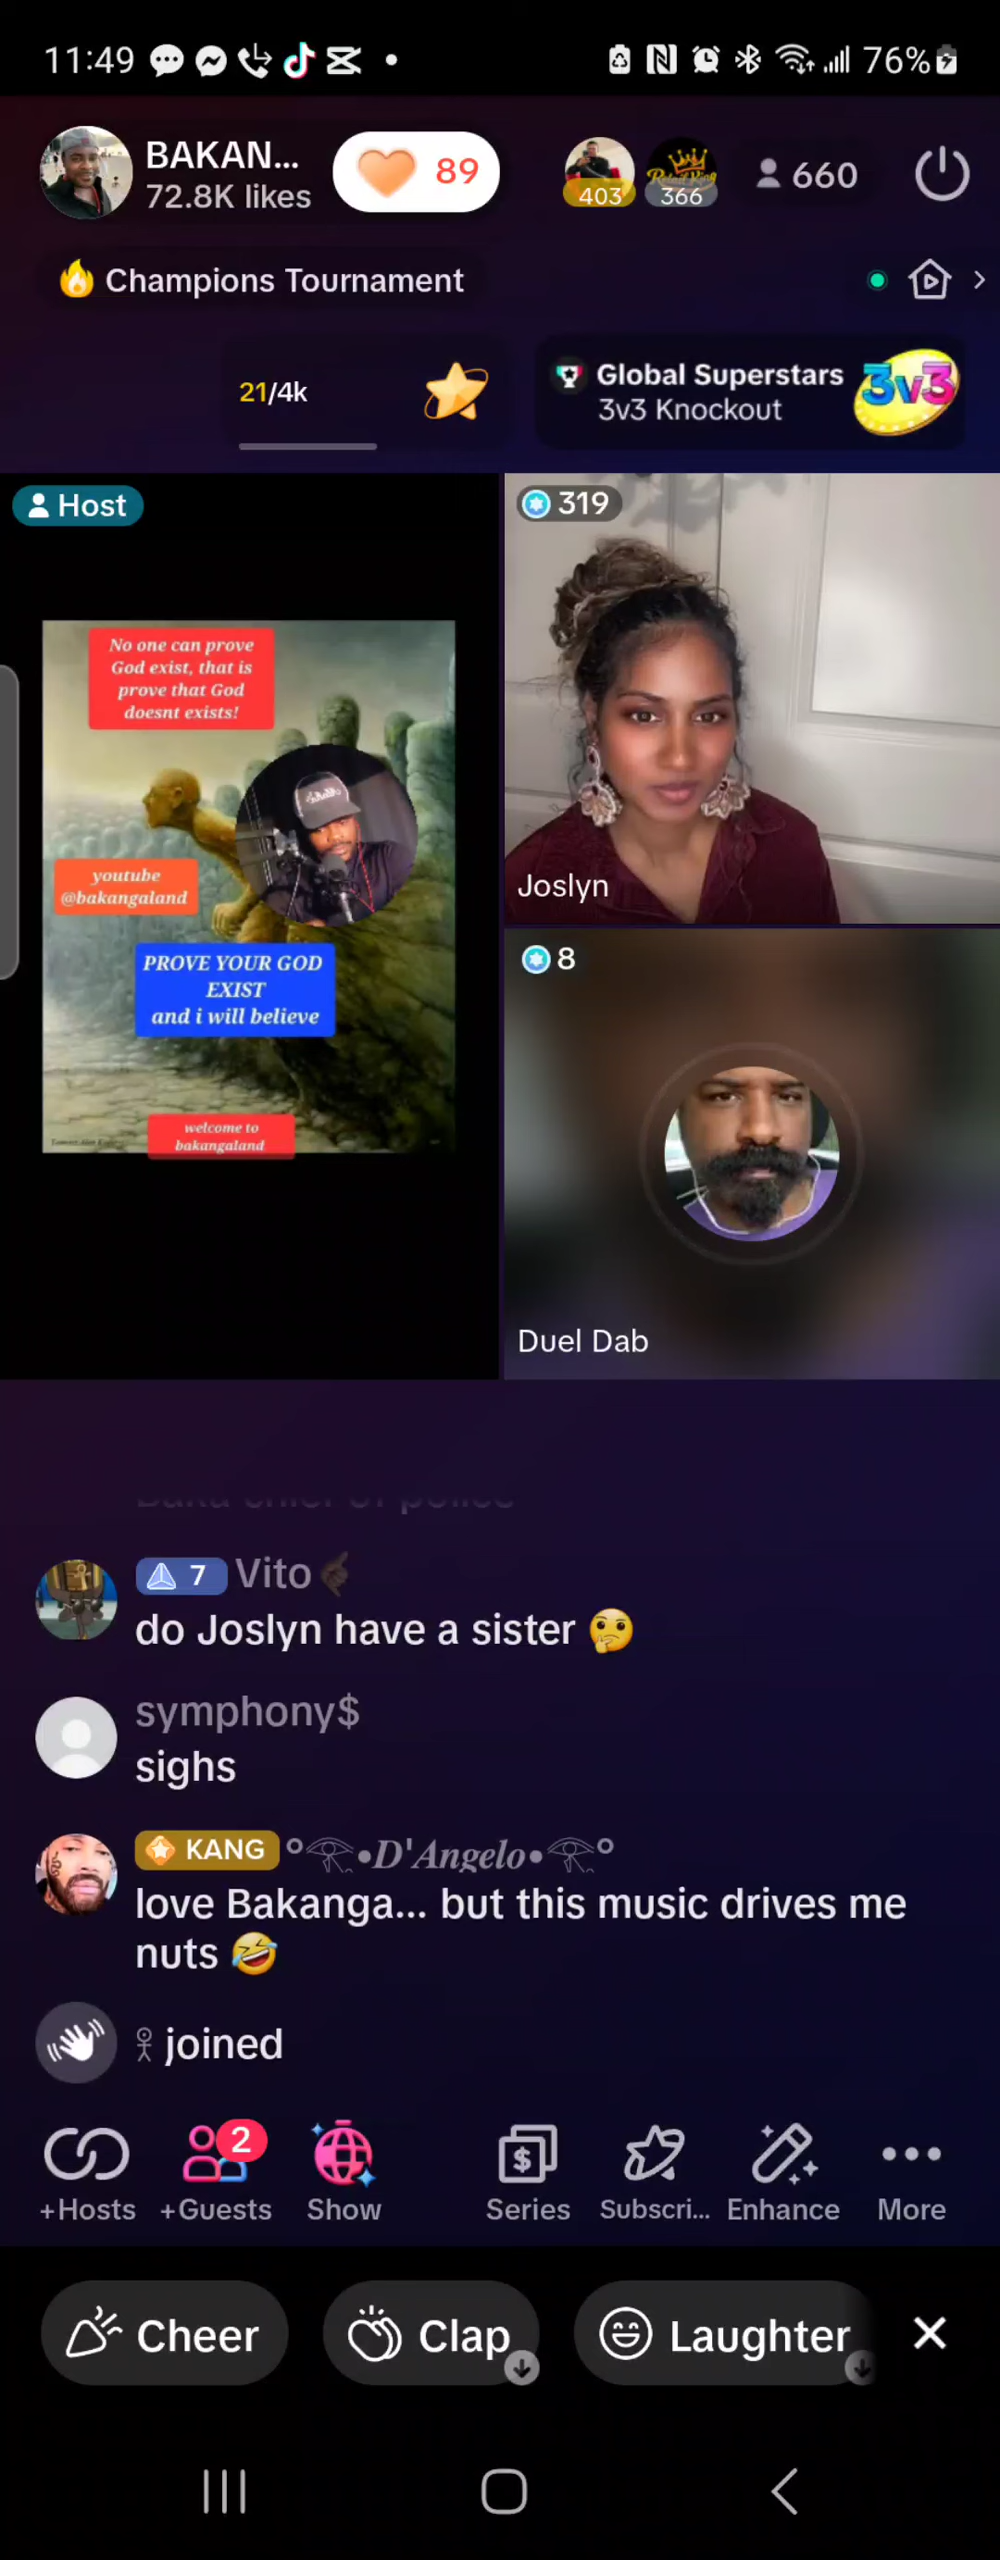 11:49
76%
BAKAN...
72.8K likes
89
403
366
660
Champions Tournament
21/4k
Global Superstars
3v3 Knockout
3v3
Host
No one can prove
God exist, that is
prove that God
doesnt exists!
youtube
@bakangaland
PROVE YOUR GOD
EXIST
and i will believe
welcome to
bakangaland
319
Joslyn
8
Duel Dab
7 Vito
do Joslyn have a sister 🤔
symphony$
sighs
KANG °𓂀•D'Angelo•𓂀°
love Bakanga... but this music drives me
nuts 🤣
joined
2
+Hosts
+Guests
Show
Series
Subscri...
Enhance
More
Cheer
Clap
Laughter